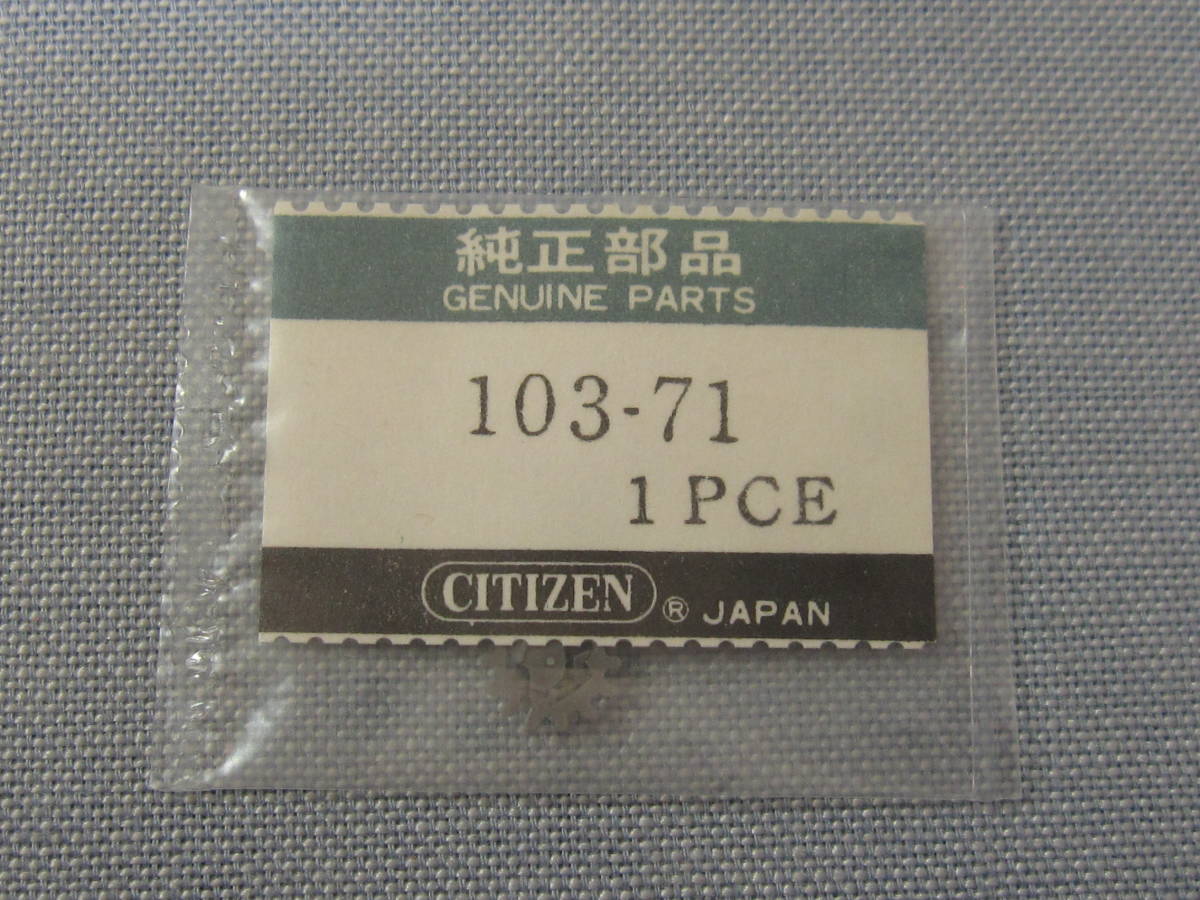 純正部品
GENUINE PARTS
103-71
1 PCE
CITIZEN ® JAPAN